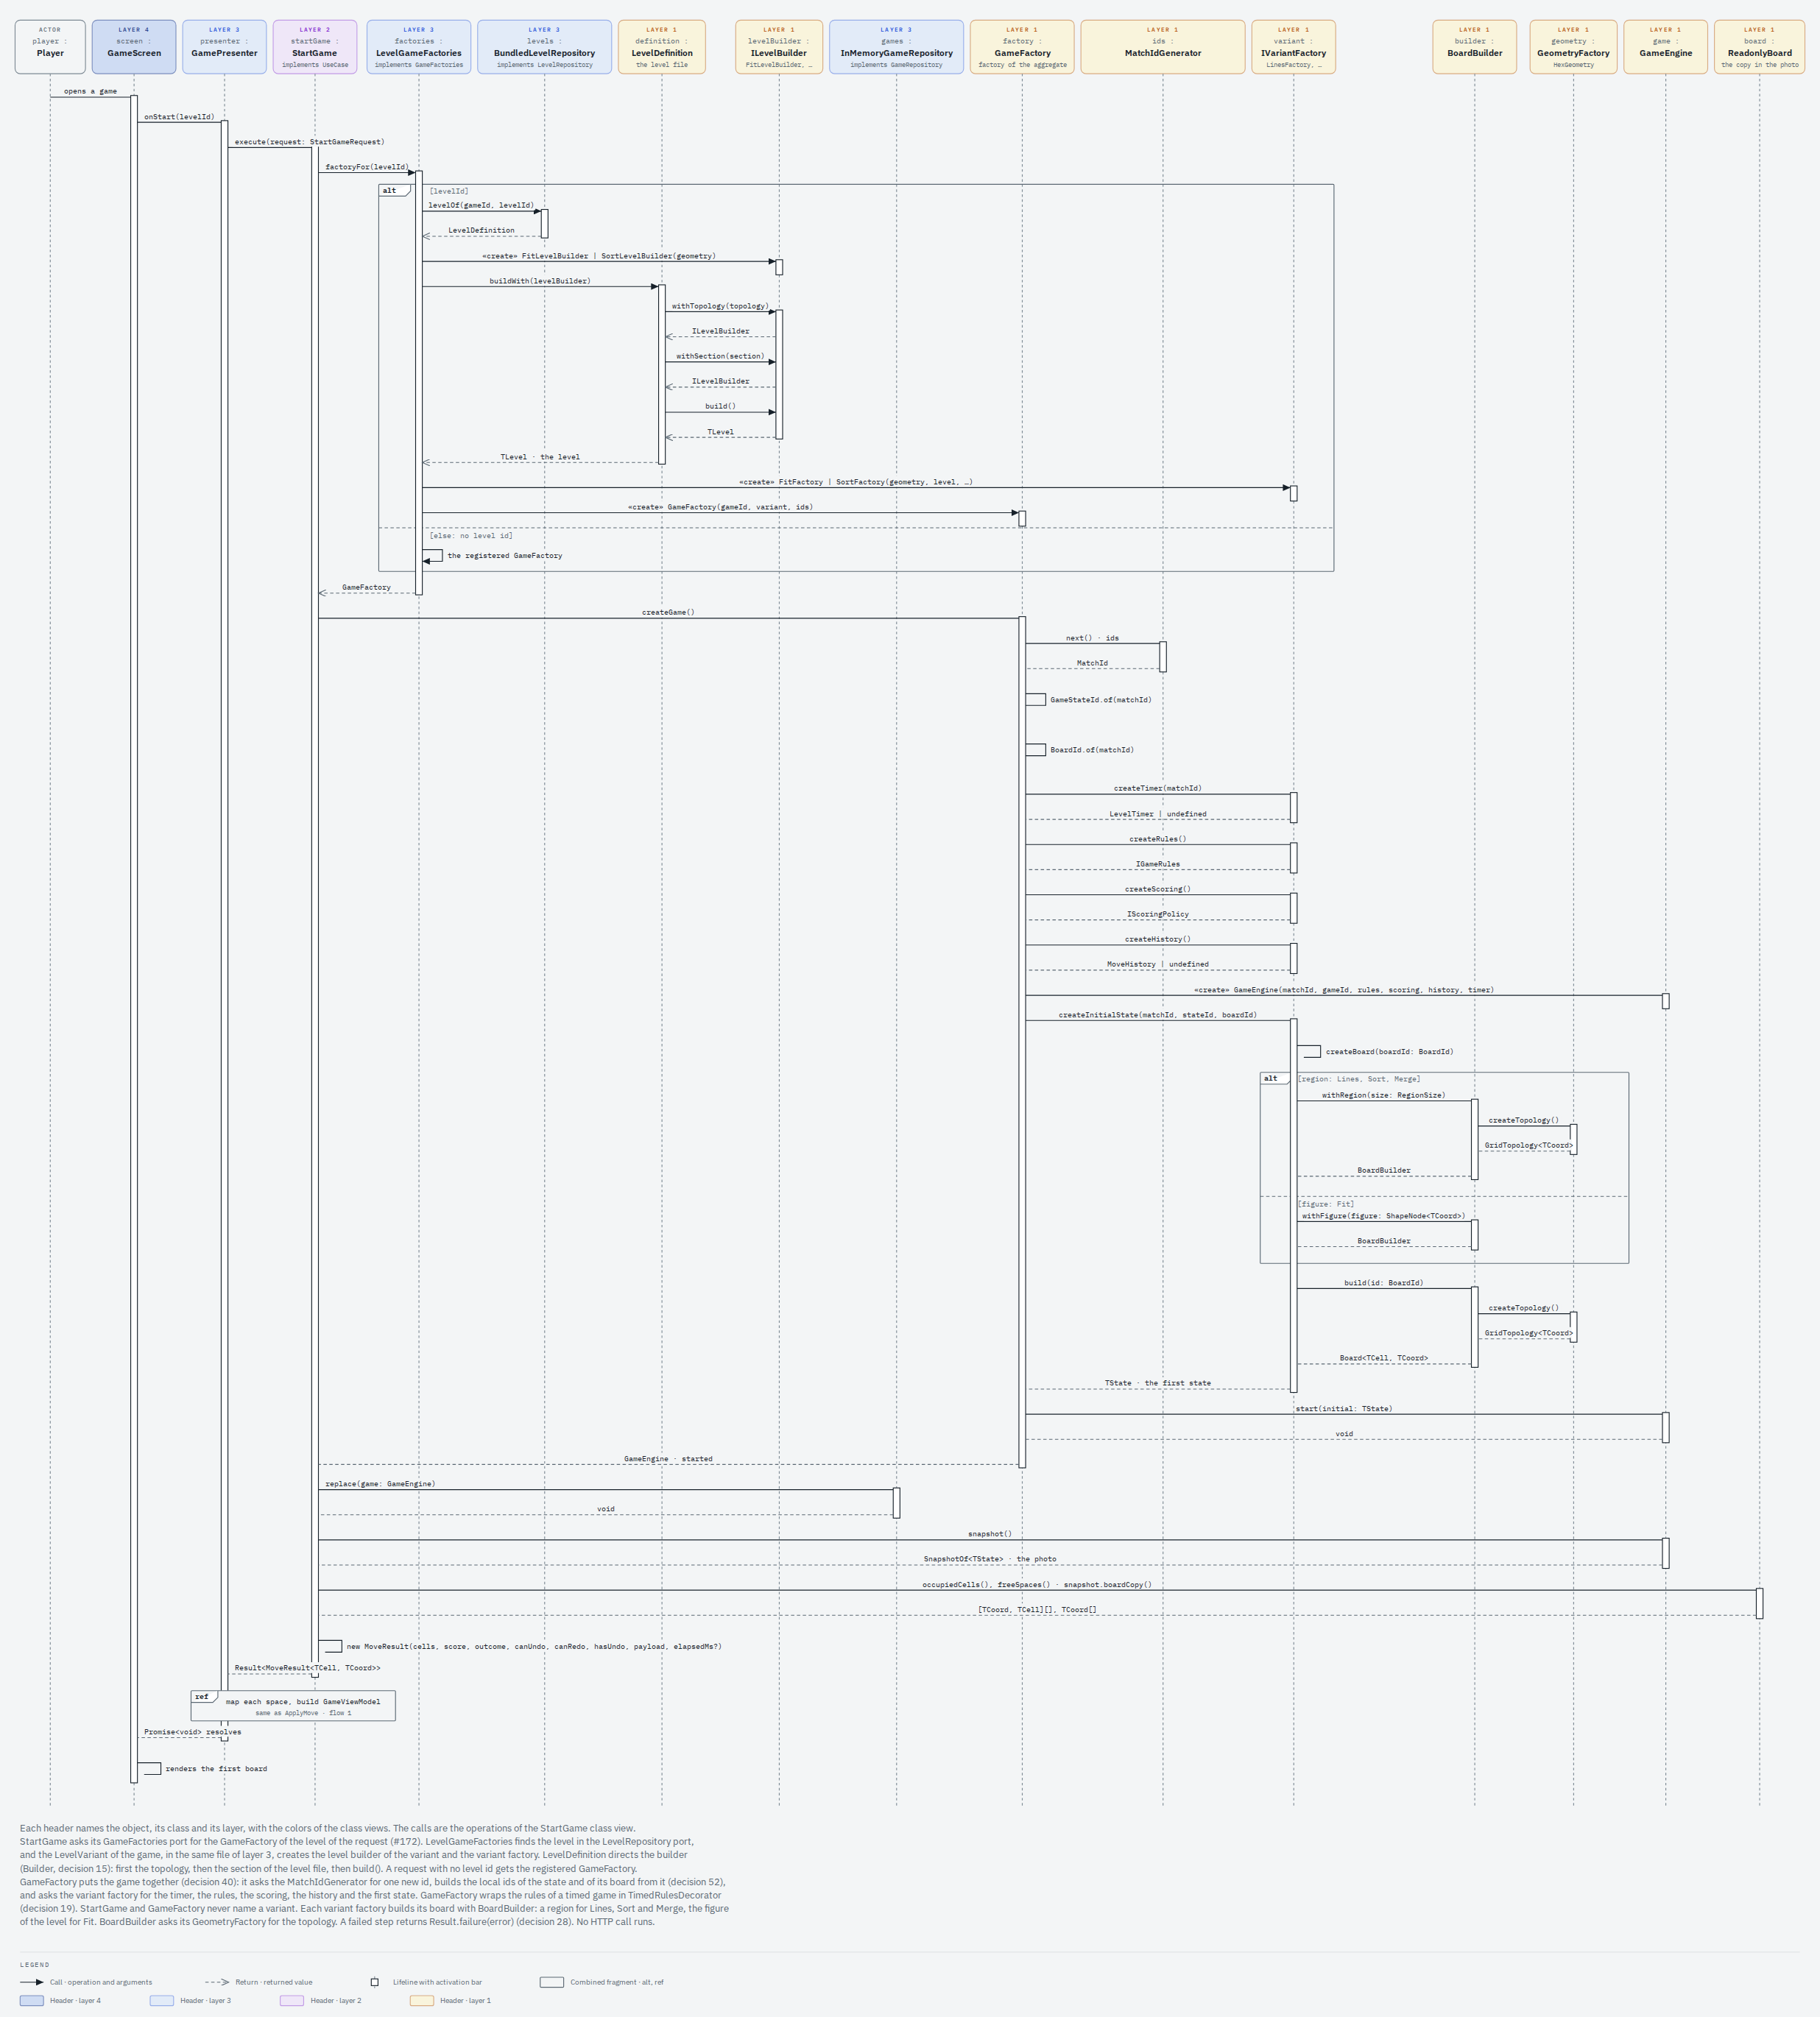 ACTOR
player :
Player
LAYER 4
screen :
GameScreen
LAYER 3
presenter :
GamePresenter
LAYER 2
startGame :
StartGame
implements UseCase
LAYER 3
factories :
LevelGameFactories
implements GameFactories
LAYER 3
levels :
BundledLevelRepository
implements LevelRepository
LAYER 1
definition :
LevelDefinition
the level file
LAYER 1
levelBuilder :
ILevelBuilder
FitLevelBuilder, …
LAYER 3
games :
InMemoryGameRepository
implements GameRepository
LAYER 1
factory :
GameFactory
factory of the aggregate
LAYER 1
ids :
MatchIdGenerator
LAYER 1
variant :
IVariantFactory
LinesFactory, …
LAYER 1
builder :
BoardBuilder
LAYER 1
geometry :
GeometryFactory
HexGeometry
LAYER 1
game :
GameEngine
LAYER 1
board :
ReadonlyBoard
the copy in the photo
opens a game
onStart(levelId)
execute(request: StartGameRequest)
factoryFor(levelId)
alt
[levelId]
levelOf(gameId, levelId)
LevelDefinition
«create» FitLevelBuilder | SortLevelBuilder(geometry)
buildWith(levelBuilder)
withTopology(topology)
ILevelBuilder
withSection(section)
ILevelBuilder
build()
TLevel
TLevel · the level
«create» FitFactory | SortFactory(geometry, level, …)
«create» GameFactory(gameId, variant, ids)
[else: no level id]
the registered GameFactory
GameFactory
createGame()
next() · ids
MatchId
GameStateId.of(matchId)
BoardId.of(matchId)
createTimer(matchId)
LevelTimer | undefined
createRules()
IGameRules
createScoring()
IScoringPolicy
createHistory()
MoveHistory | undefined
«create» GameEngine(matchId, gameId, rules, scoring, history, timer)
createInitialState(matchId, stateId, boardId)
createBoard(boardId: BoardId)
alt
[region: Lines, Sort, Merge]
withRegion(size: RegionSize)
createTopology()
GridTopology<TCoord>
BoardBuilder
[figure: Fit]
withFigure(figure: ShapeNode<TCoord>)
BoardBuilder
build(id: BoardId)
createTopology()
GridTopology<TCoord>
Board<TCell, TCoord>
TState · the first state
start(initial: TState)
void
GameEngine · started
replace(game: GameEngine)
void
snapshot()
SnapshotOf<TState> · the photo
occupiedCells(), freeSpaces() · snapshot.boardCopy()
[TCoord, TCell][], TCoord[]
new MoveResult(cells, score, outcome, canUndo, canRedo, hasUndo, payload, elapsedMs?)
Result<MoveResult<TCell, TCoord>>
ref
map each space, build GameViewModel
same as ApplyMove · flow 1
Promise<void> resolves
renders the first board
Each header names the object, its class and its layer, with the colors of the class views. The calls are the operations of the StartGame class view.
StartGame asks its GameFactories port for the GameFactory of the level of the request (#172). LevelGameFactories finds the level in the LevelRepository port,
and the LevelVariant of the game, in the same file of layer 3, creates the level builder of the variant and the variant factory. LevelDefinition directs the builder
(Builder, decision 15): first the topology, then the section of the level file, then build(). A request with no level id gets the registered GameFactory.
GameFactory puts the game together (decision 40): it asks the MatchIdGenerator for one new id, builds the local ids of the state and of its board from it (decision 52),
and asks the variant factory for the timer, the rules, the scoring, the history and the first state. GameFactory wraps the rules of a timed game in TimedRulesDecorator
(decision 19). StartGame and GameFactory never name a variant. Each variant factory builds its board with BoardBuilder: a region for Lines, Sort and Merge, the figure
of the level for Fit. BoardBuilder asks its GeometryFactory for the topology. A failed step returns Result.failure(error) (decision 28). No HTTP call runs.
LEGEND
Call · operation and arguments
Return · returned value
Lifeline with activation bar
Combined fragment · alt, ref
Header · layer 4
Header · layer 3
Header · layer 2
Header · layer 1